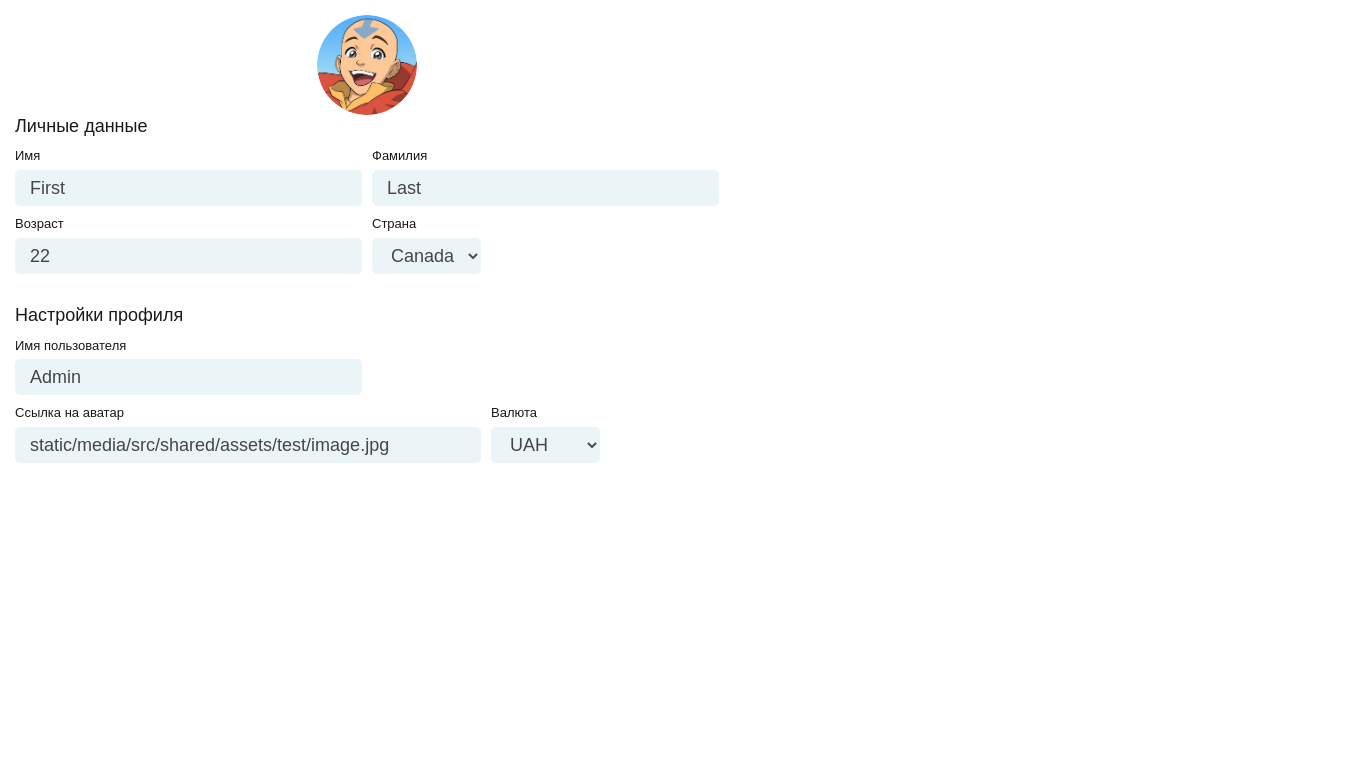 Личные данные
Имя
Фамилия
First
Last
Возраст
Страна
22
Canada
Настройки профиля
Имя пользователя
Admin
Ссылка на аватар
Валюта
static/media/src/shared/assets/test/image.jpg
UAH